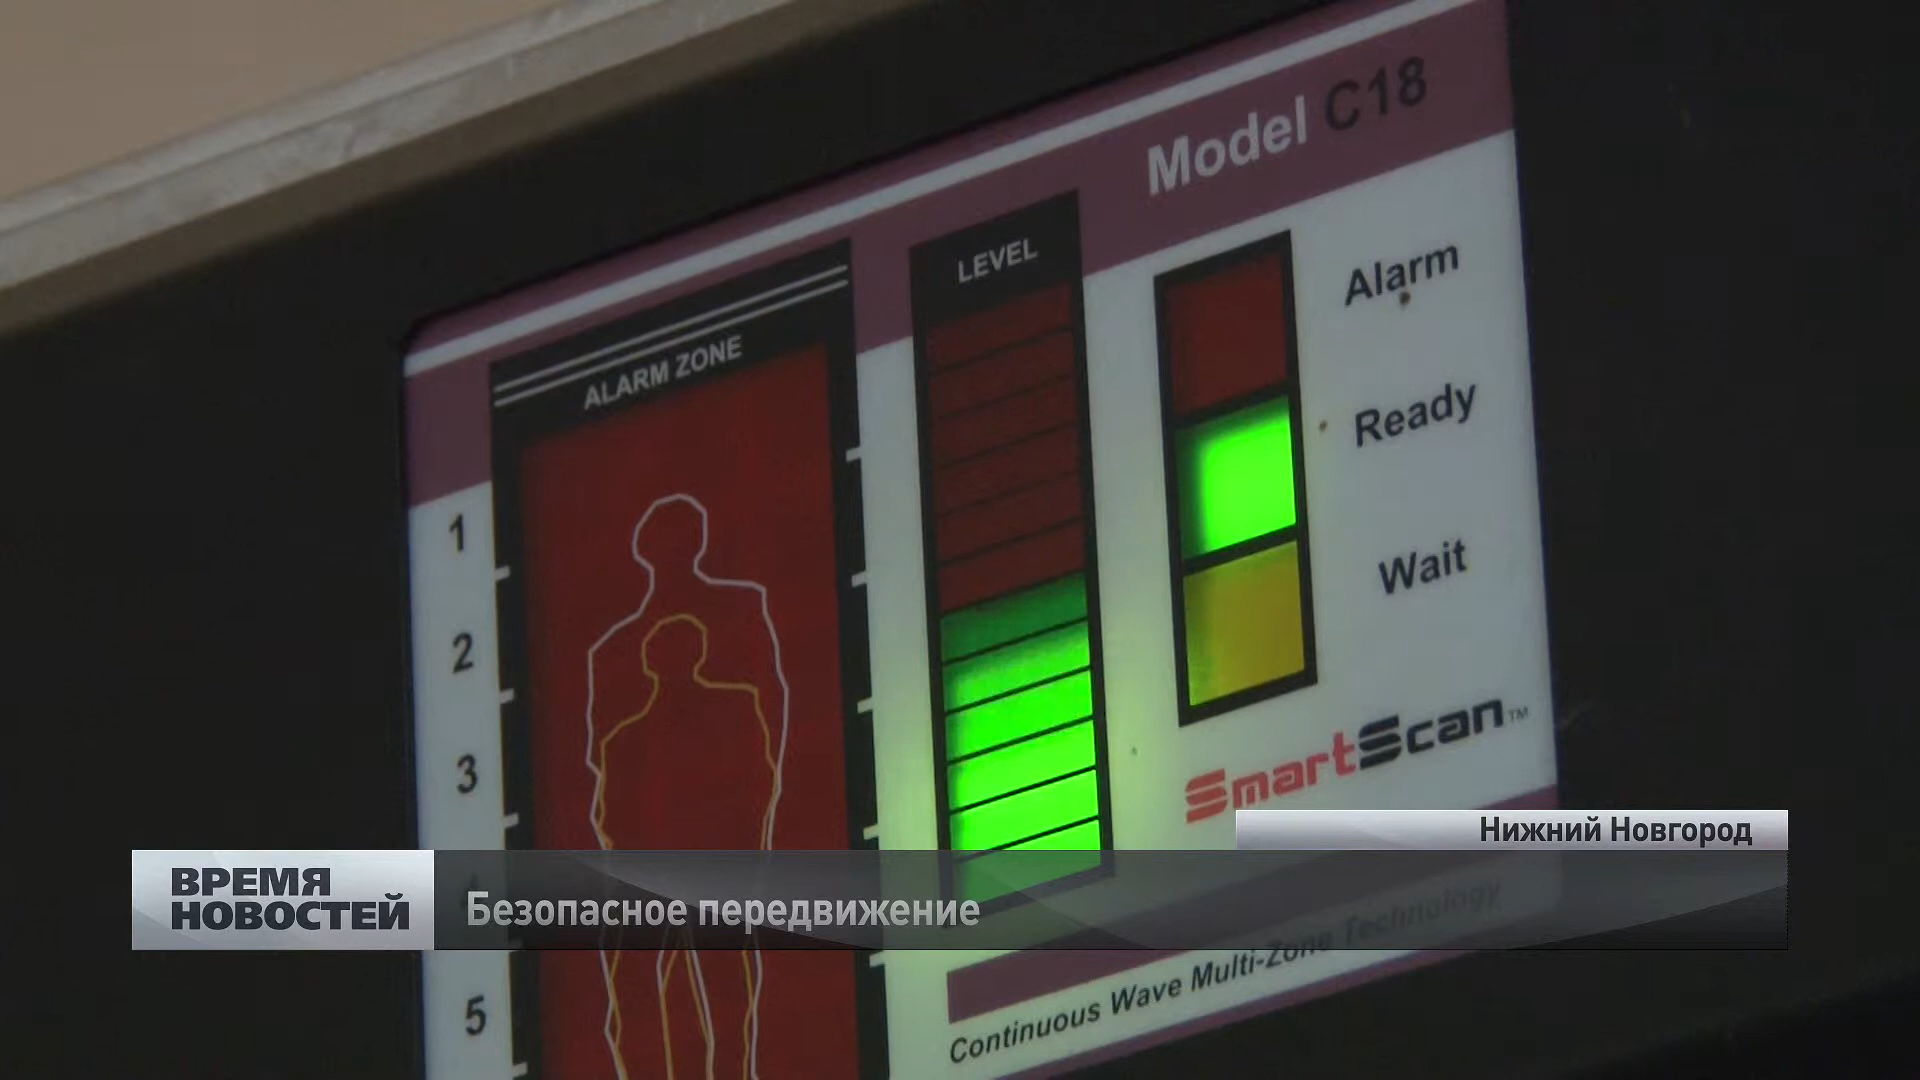 Model C18
LEVEL
ALARM ZONE
Alarm
Ready
Wait
1
2
3
4
5
SmartScan™
Нижний Новгород
ВРЕМЯ
НОВОСТЕЙ
Безопасное передвижение
Continuous Wave Multi-Zone Technology